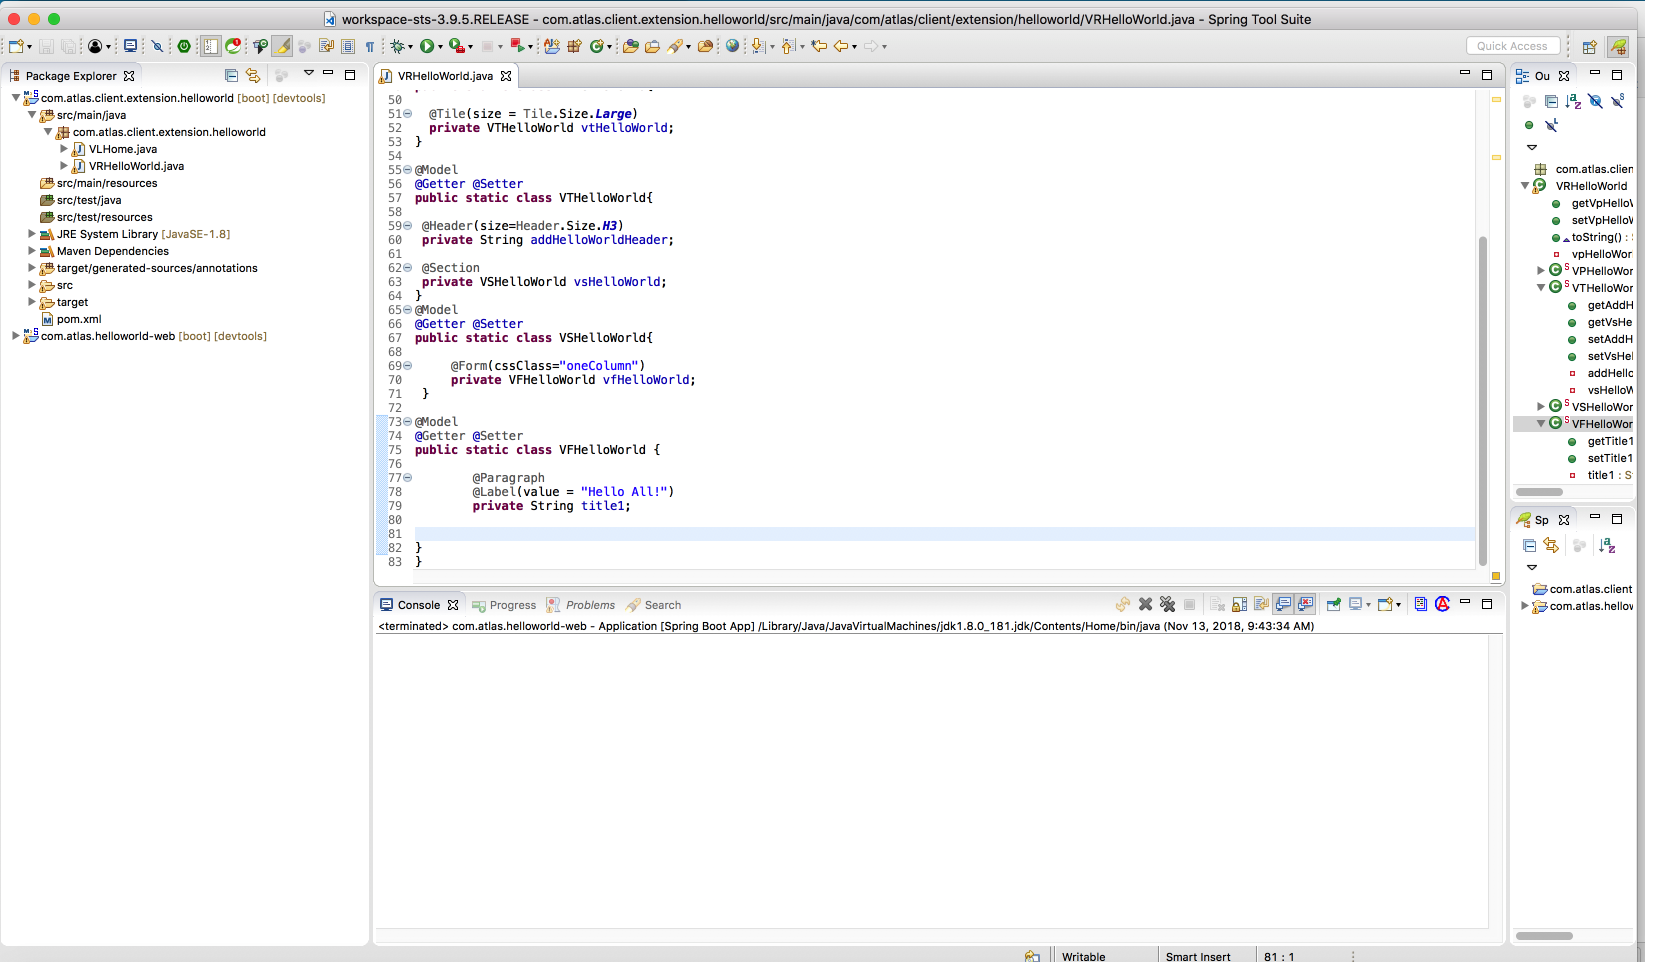 workspace-sts-3.9.5.RELEASE - com.atlas.client.extension.helloworld/src/main/java/com/atlas/client/extension/helloworld/VRHelloWorld.java - Spring Tool Suite
Quick Access
Package Explorer
com.atlas.client.extension.helloworld [boot] [devtools]
src/main/java
com.atlas.client.extension.helloworld
VLHome.java
VRHelloWorld.java
src/main/resources
src/test/java
src/test/resources
JRE System Library [JavaSE-1.8]
Maven Dependencies
target/generated-sources/annotations
src
target
pom.xml
com.atlas.helloworld-web [boot] [devtools]
VRHelloWorld.java
50
51 @Tile(size = Tile.Size.Large)
52 private VTHelloWorld vtHelloWorld;
53 }
54
55 @Model
56 @Getter @Setter
57 public static class VTHelloWorld{
58
59 @Header(size=Header.Size.H3)
60 private String addHelloWorldHeader;
61
62 @Section
63 private VSHelloWorld vsHelloWorld;
64 }
65 @Model
66 @Getter @Setter
67 public static class VSHelloWorld{
68
69 @Form(cssClass="oneColumn")
70 private VFHelloWorld vfHelloWorld;
71 }
72
73 @Model
74 @Getter @Setter
75 public static class VFHelloWorld {
76
77 @Paragraph
78 @Label(value = "Hello All!")
79 private String title1;
80
81
82 }
83 }
Console Progress Problems Search
<terminated> com.atlas.helloworld-web - Application [Spring Boot App] /Library/Java/JavaVirtualMachines/jdk1.8.0_181.jdk/Contents/Home/bin/java (Nov 13, 2018, 9:43:34 AM)
Ou
com.atlas.clien
VRHelloWorld
getVpHello
setVpHello
toString() :
vpHelloWor
VPHelloWor
VTHelloWor
getAddH
getVsHe
setAddH
setVsHel
addHellc
vsHelloW
VSHelloWor
VFHelloWor
getTitle1
setTitle1
title1 : S
Sp
com.atlas.client
com.atlas.hellow
Writable
Smart Insert
81 : 1